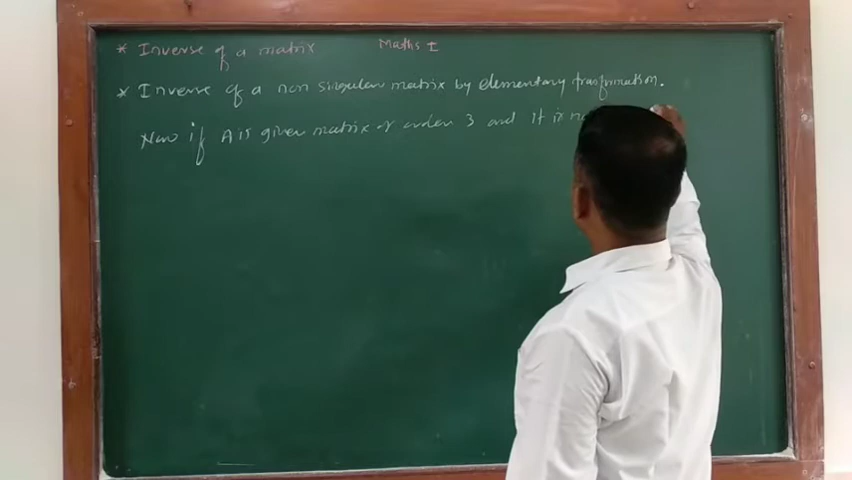 * Inverse of a matrix Maths I
* Inverse of a non singular matrix by elementary trasformation.
Now if A is given matrix of order 3 and it is